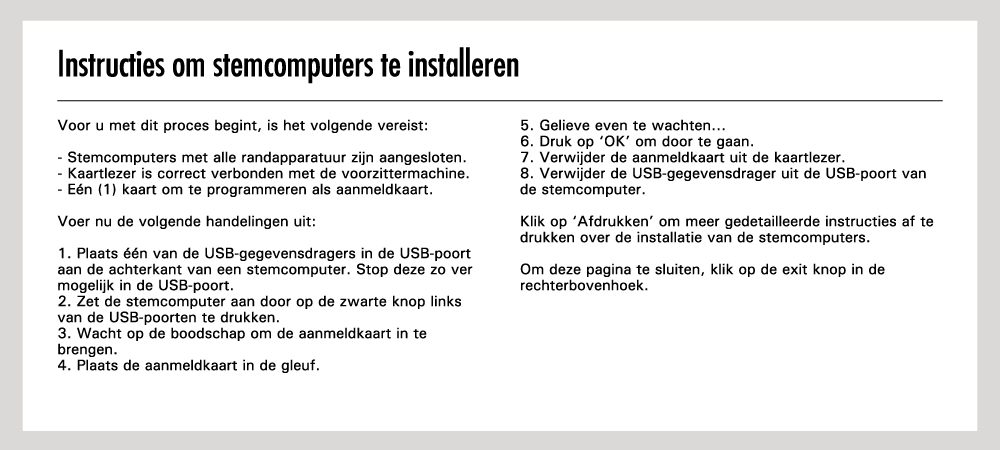 Instructies om stemcomputers te installeren
Voor u met dit proces begint, is het volgende vereist:
- Stemcomputers met alle randapparatuur zijn aangesloten.
- Kaartlezer is correct verbonden met de voorzittermachine.
- Eén (1) kaart om te programmeren als aanmeldkaart.
Voer nu de volgende handelingen uit:
1. Plaats één van de USB-gegevensdragers in de USB-poort
aan de achterkant van een stemcomputer. Stop deze zo ver
mogelijk in de USB-poort.
2. Zet de stemcomputer aan door op de zwarte knop links
van de USB-poorten te drukken.
3. Wacht op de boodschap om de aanmeldkaart in te
brengen.
4. Plaats de aanmeldkaart in de gleuf.
5. Gelieve even te wachten...
6. Druk op ‘OK’ om door te gaan.
7. Verwijder de aanmeldkaart uit de kaartlezer.
8. Verwijder de USB-gegevensdrager uit de USB-poort van
de stemcomputer.
Klik op ‘Afdrukken’ om meer gedetailleerde instructies af te
drukken over de installatie van de stemcomputers.
Om deze pagina te sluiten, klik op de exit knop in de
rechterbovenhoek.